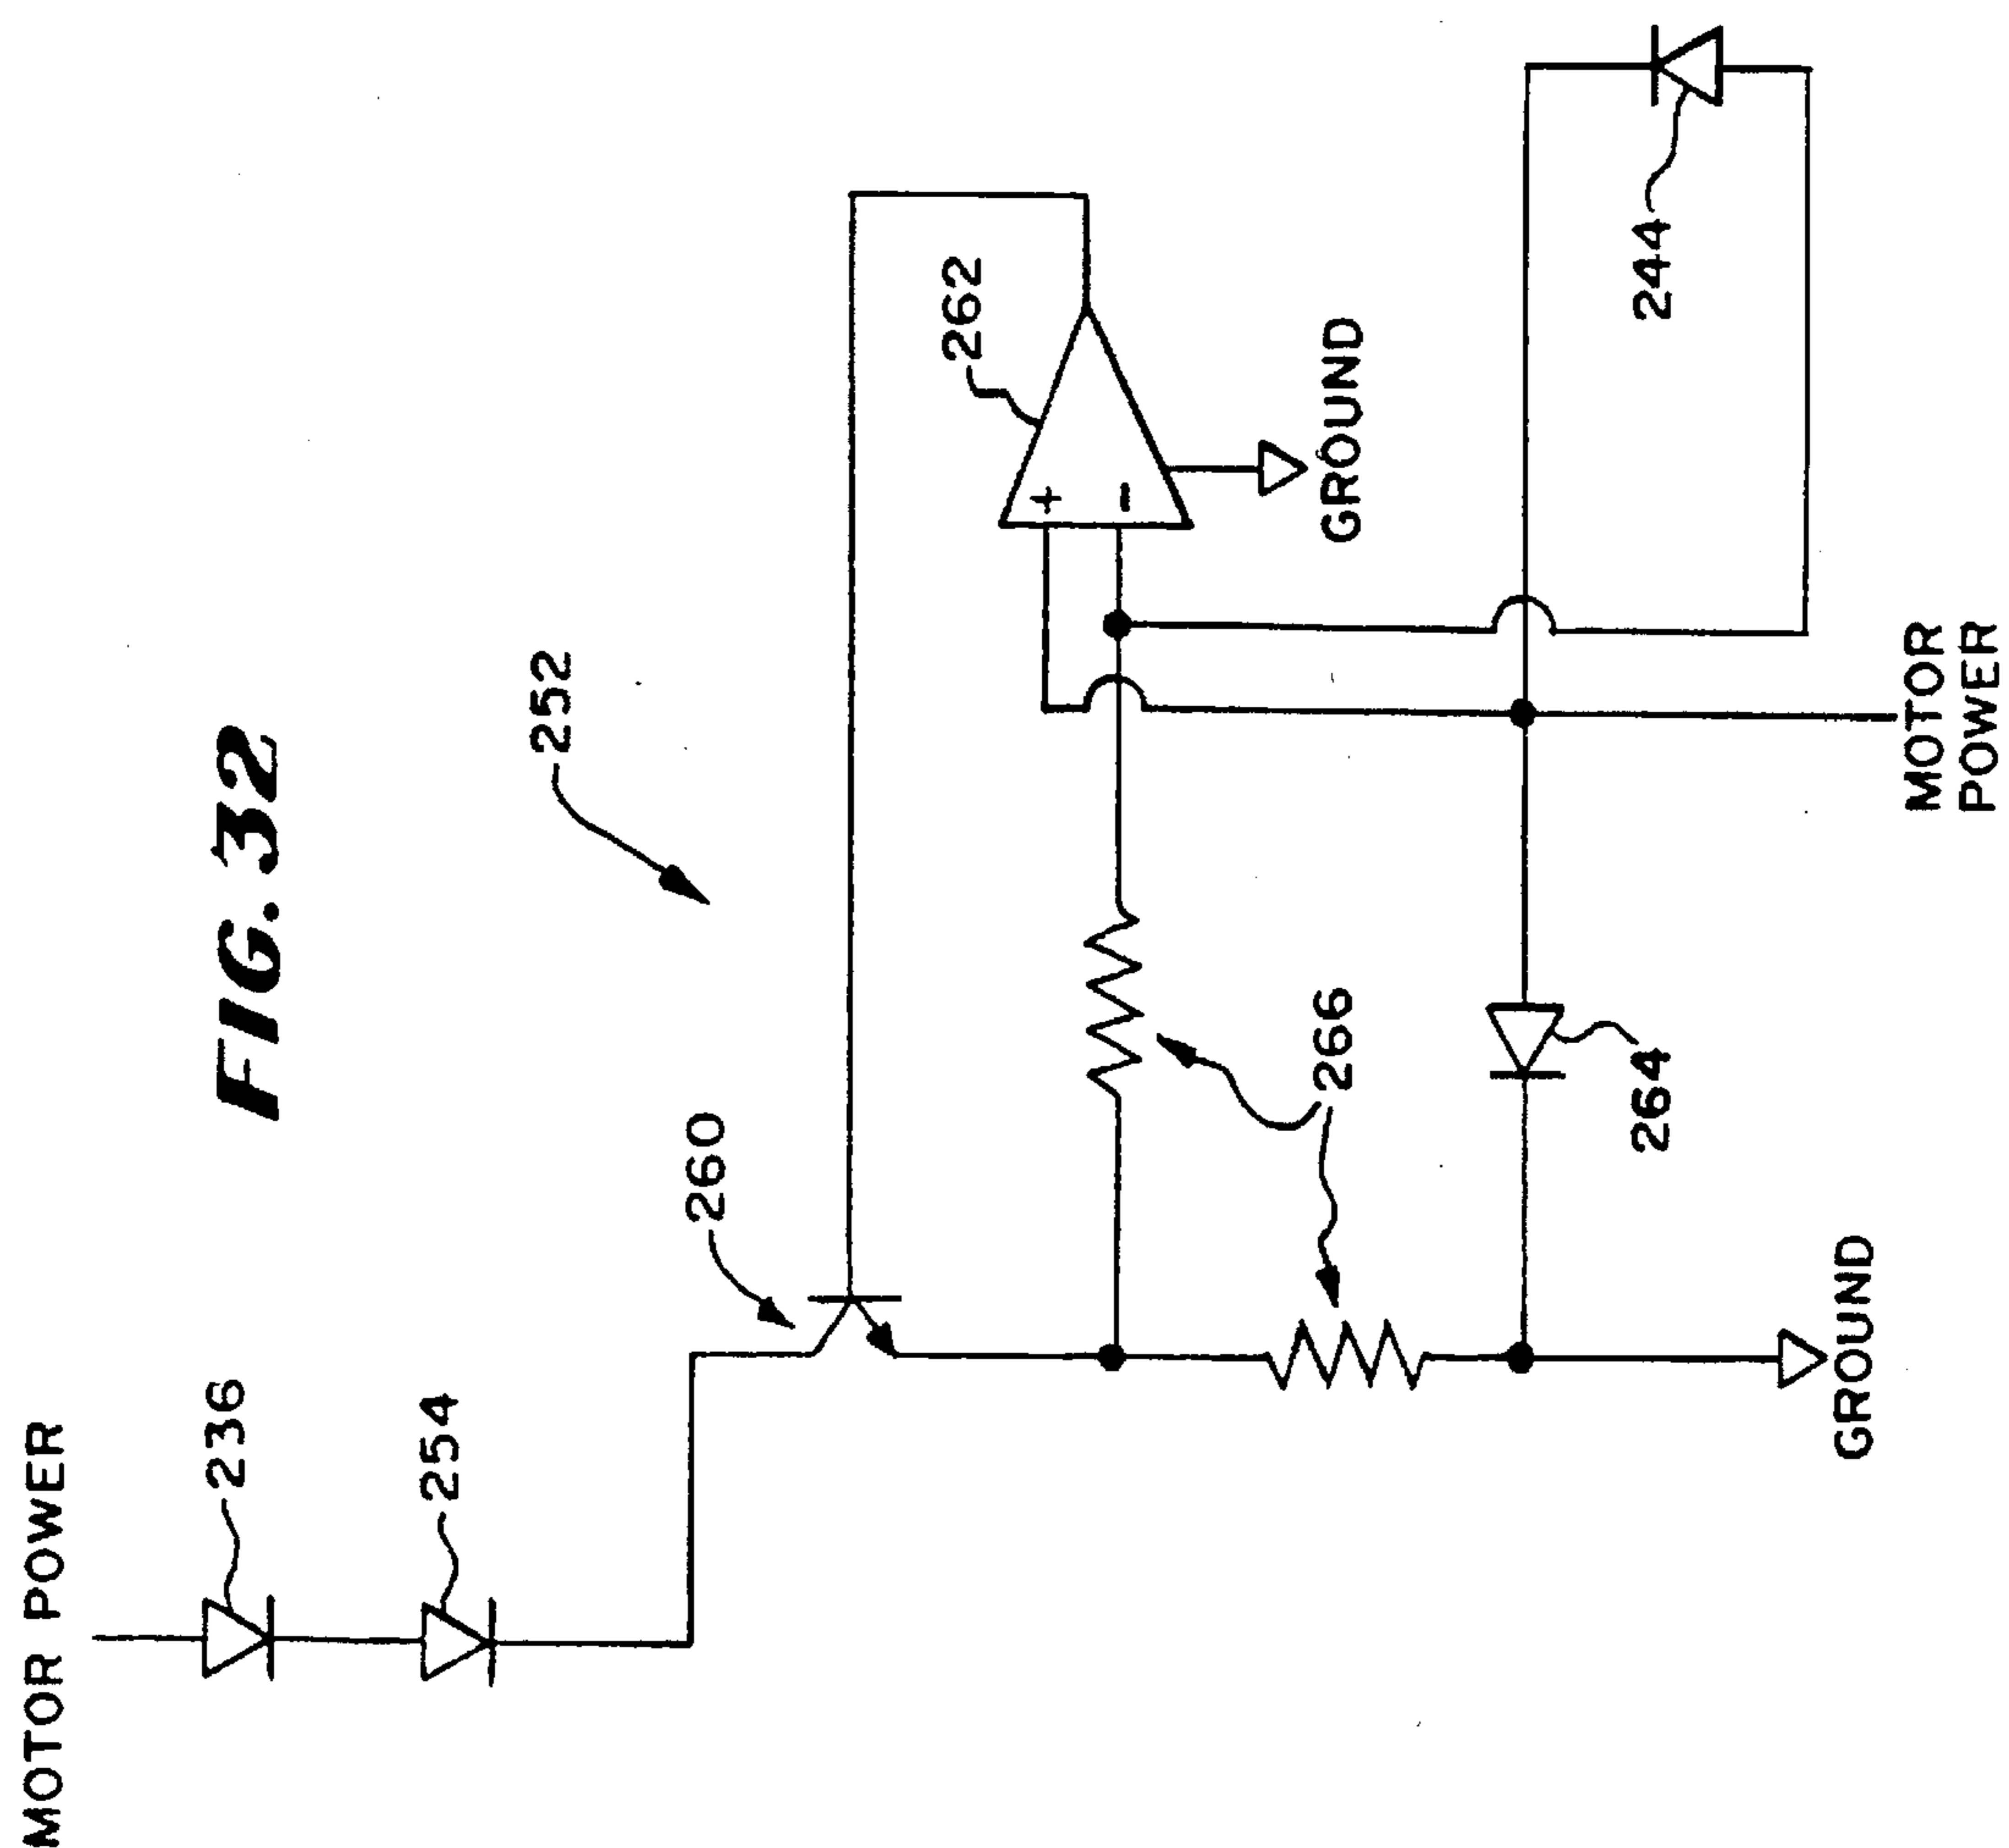 FIG. 32
MOTOR POWER
236
254
260
252
262
GROUND
266
264
244
GROUND
MOTOR
POWER
+
-